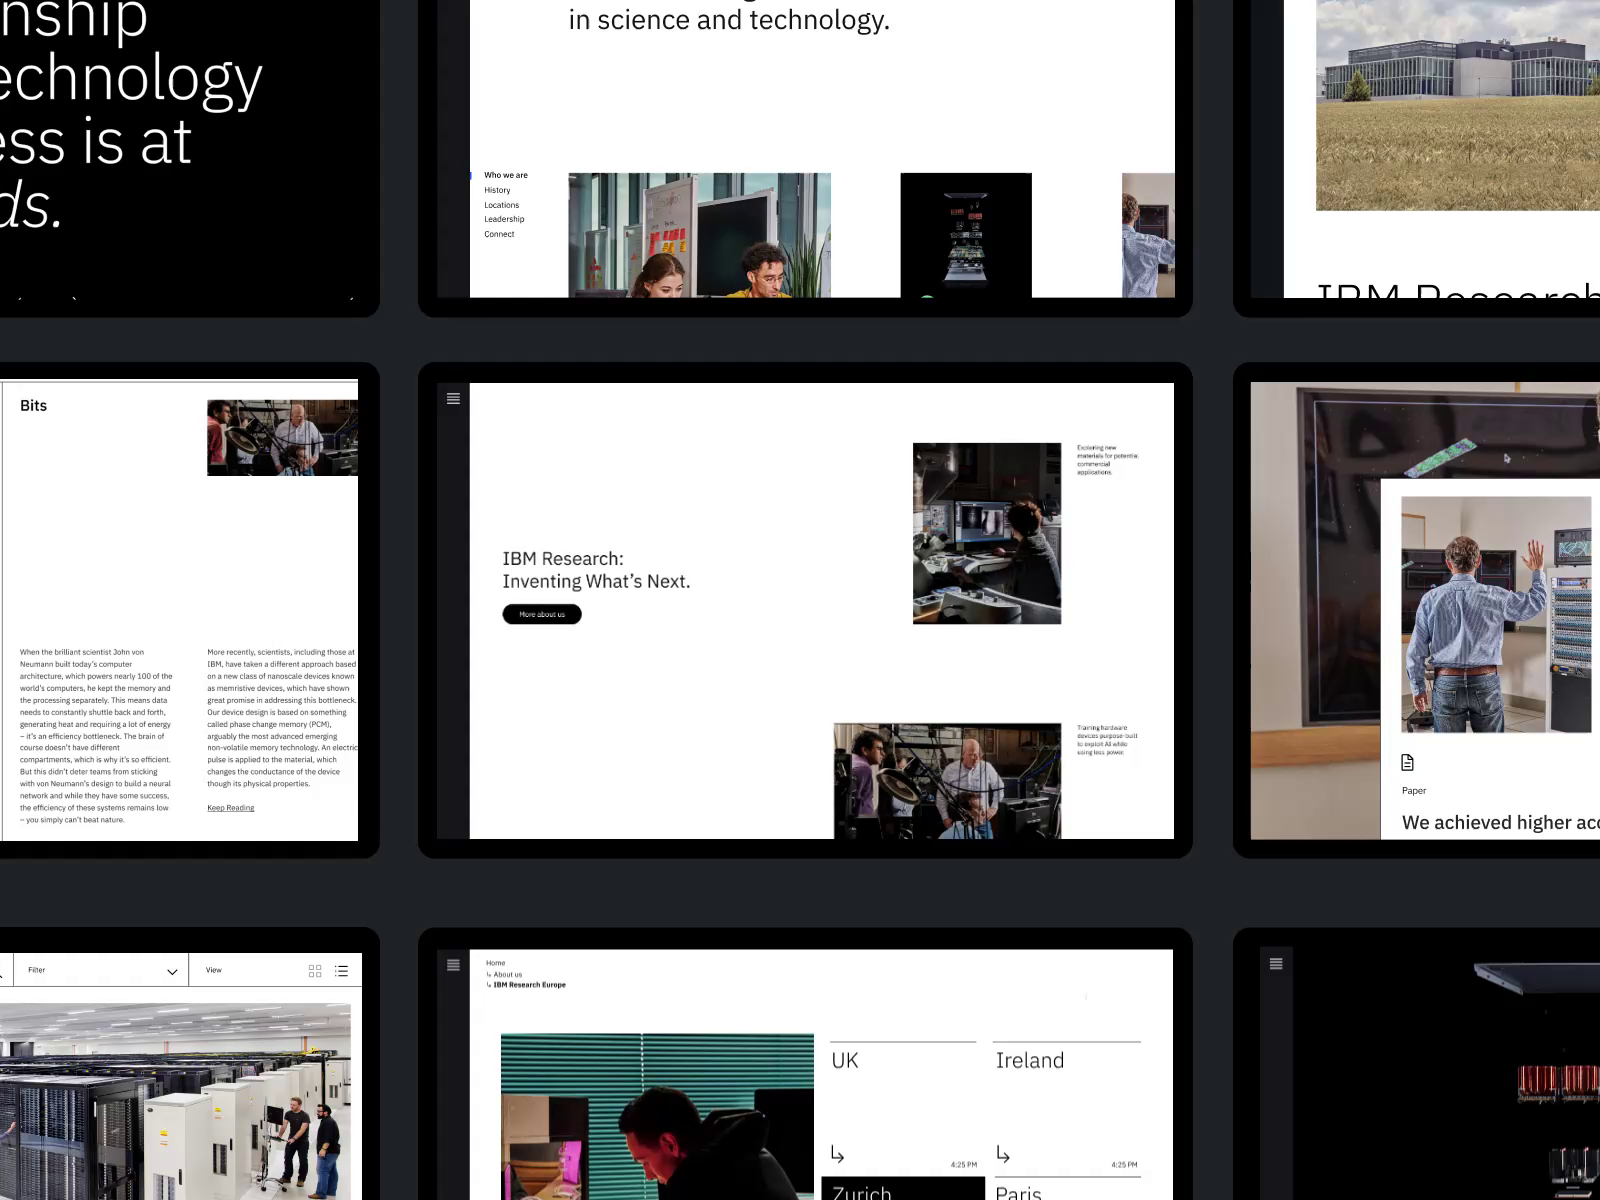 nship
echnology
ess is at
ds.
in science and technology.
Who we are
History
Locations
Leadership
Connect
IBM Research
Bits
When the brilliant scientist John von
Neumann built today's computer
architecture, which powers nearly 100 of the
world's computers, he kept the memory and
the processing separately. This means data
needs to constantly shuttle back and forth,
generating heat and requiring a lot of energy
– it's an efficiency bottleneck. The brain of
course doesn't have different
compartments, which is why it's so efficient.
But this didn't deter teams from sticking
with von Neumann's design to build a neural
network and while they have some success,
the efficiency of these systems remains low
– you simply can't beat nature.
More recently, scientists, including those at
IBM, have taken a different approach based
on a new class of nanoscale devices known
as memristive devices, which have shown
great promise in addressing this bottleneck.
Our device design is based on something
called phase change memory (PCM),
arguably the most advanced emerging
non-volatile memory technology. An electric
pulse is applied to the material, which
changes the conductance of the device
though its physical properties.
Keep Reading
IBM Research:
Inventing What's Next.
More about us
Exploring new
materials for potential
commercial
applications.
Training hardware
devices purpose-built
to exploit AI while
using less power.
Paper
We achieved higher acc
Filter
View
Home
↳ About us
↳ IBM Research Europe
UK
Ireland
4:25 PM
4:25 PM
Zurich
Paris